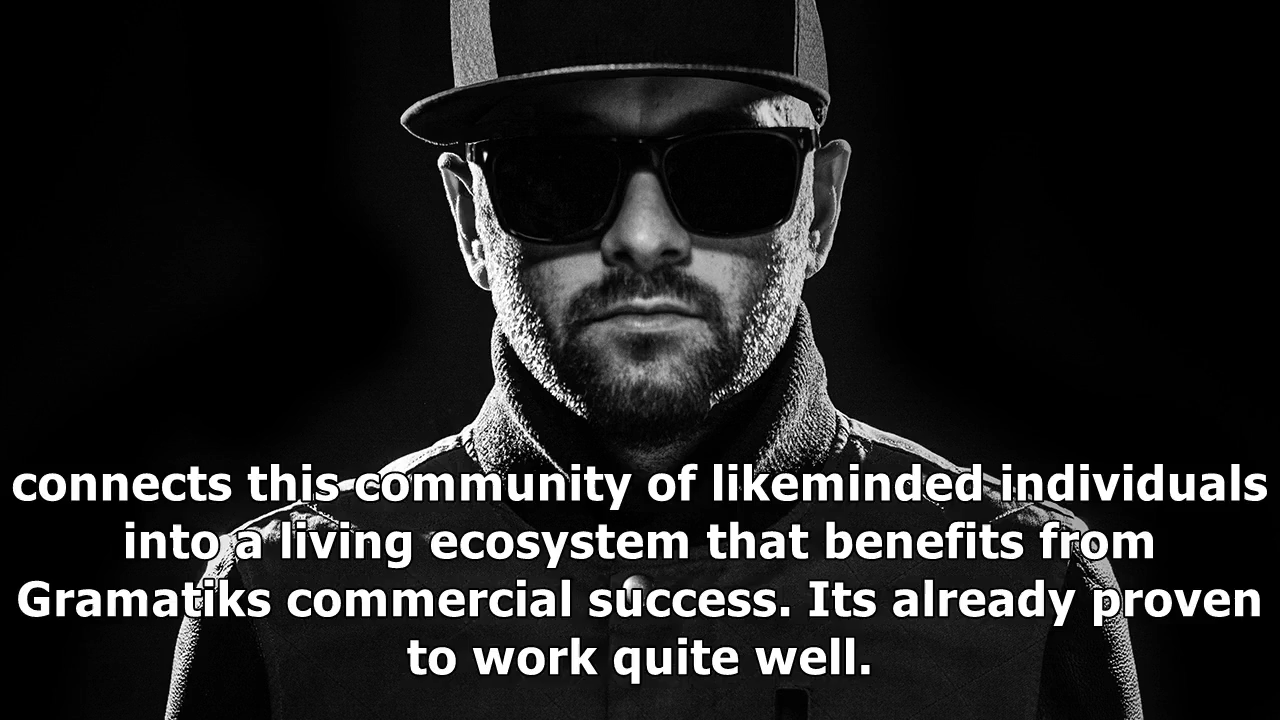 connects this community of likeminded individuals
into a living ecosystem that benefits from
Gramatiks commercial success. Its already proven
to work quite well.